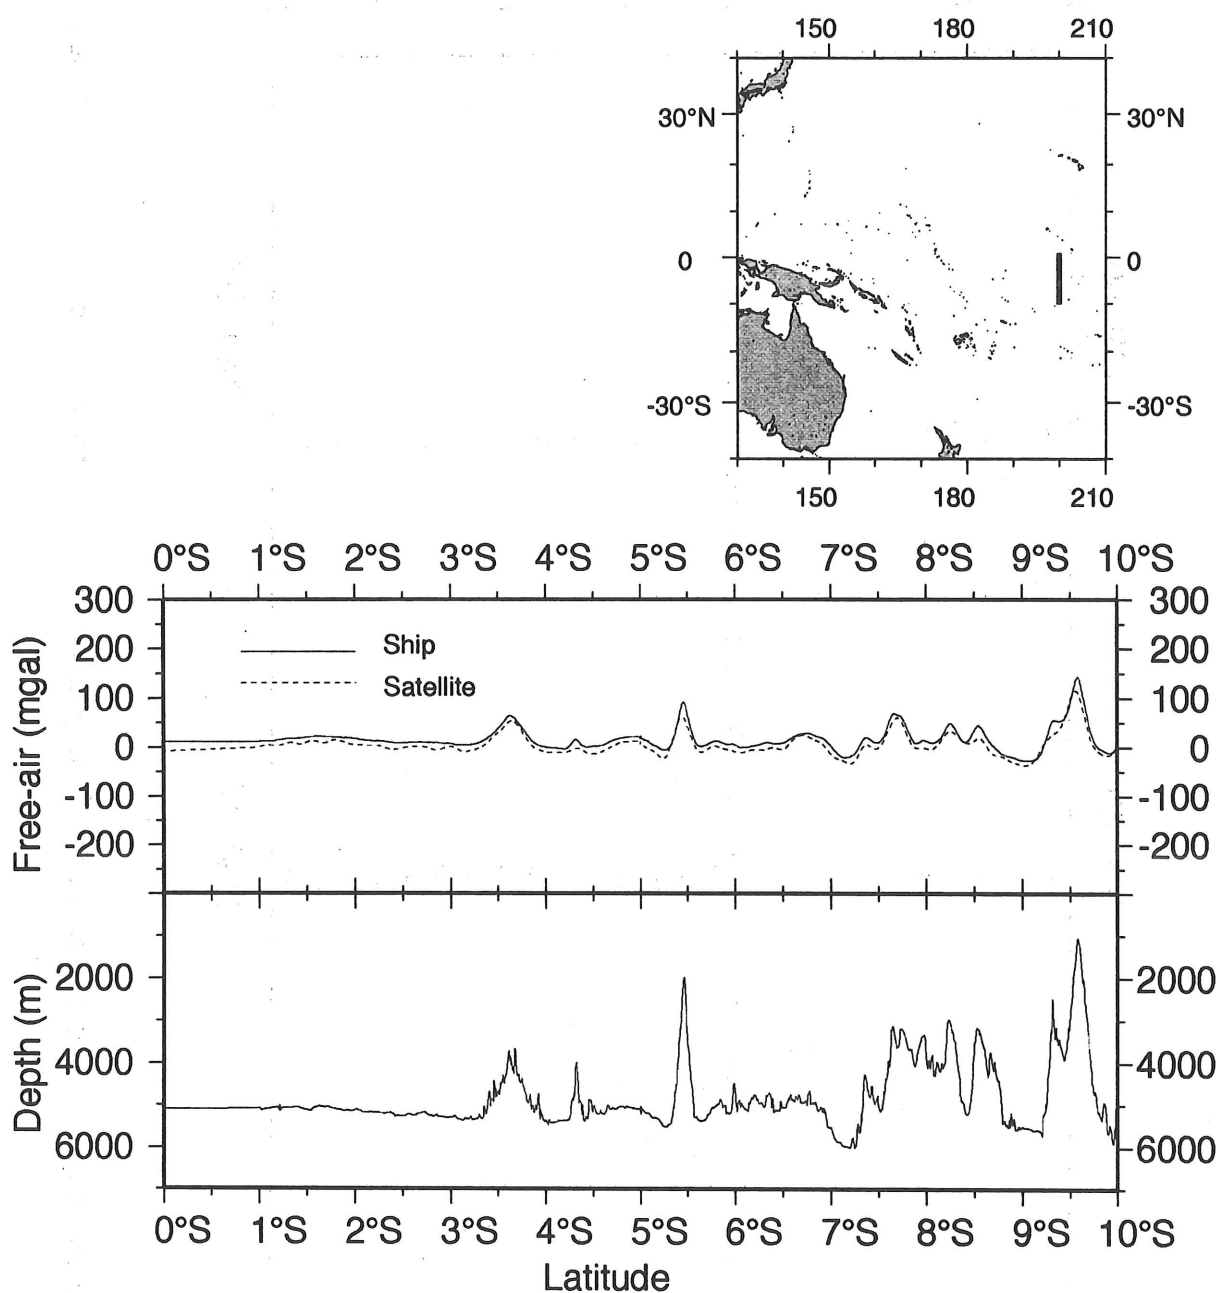 150 180 210
30°N 30°N
0 0
-30°S -30°S
150 180 210
0°S 1°S 2°S 3°S 4°S 5°S 6°S 7°S 8°S 9°S 10°S
300 300
200 200
100 100
0 0
-100 -100
-200 -200
Free-air (mgal)
Ship
Satellite
2000 2000
4000 4000
6000 6000
Depth (m)
0°S 1°S 2°S 3°S 4°S 5°S 6°S 7°S 8°S 9°S 10°S
Latitude